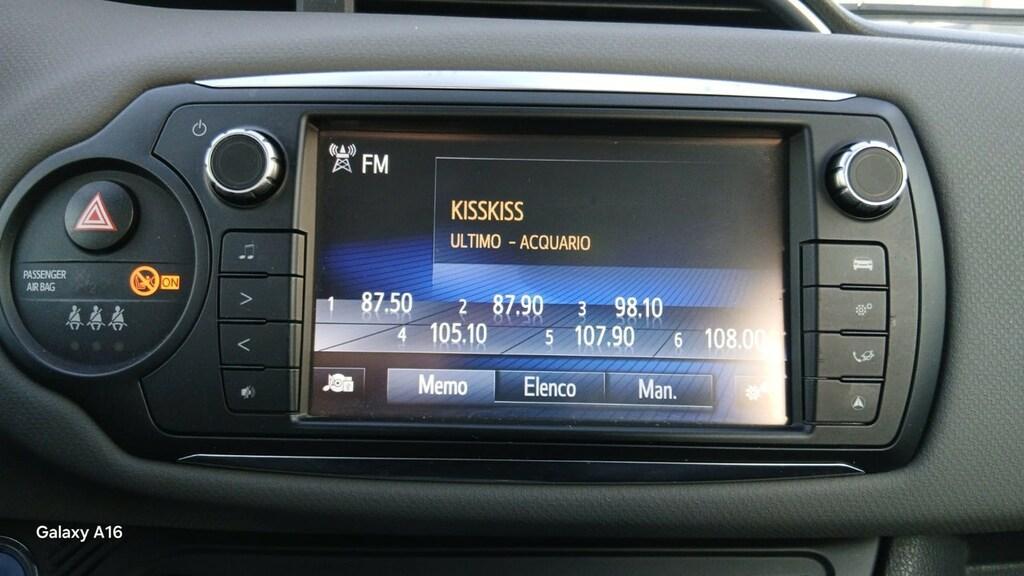 FM
KISSKISS
ULTIMO - ACQUARIO
PASSENGER
AIR BAG
ON
1 87.50 2 87.90 3 98.10
4 105.10 5 107.90 6 108.00
Memo Elenco Man.
Galaxy A16